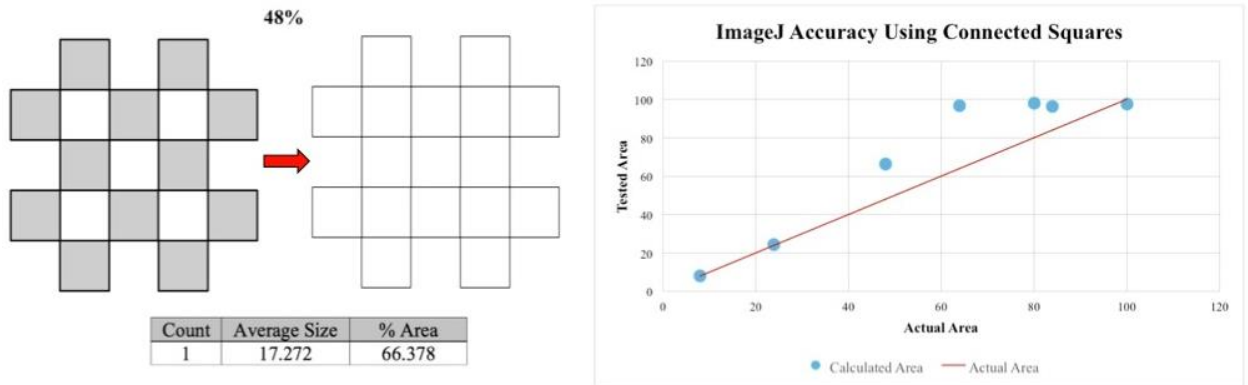 48%
Count Average Size % Area
1 17.272 66.378
ImageJ Accuracy Using Connected Squares
120
100
80
60
40
20
0
Tested Area
0 20 40 60 80 100 120
Actual Area
Calculated Area Actual Area